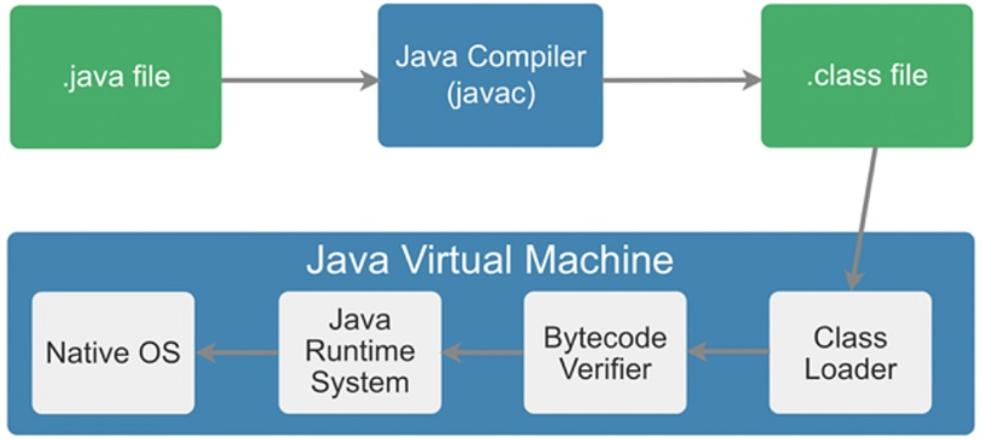 .java file
Java Compiler
(javac)
.class file
Java Virtual Machine
Native OS
Java
Runtime
System
Bytecode
Verifier
Class
Loader